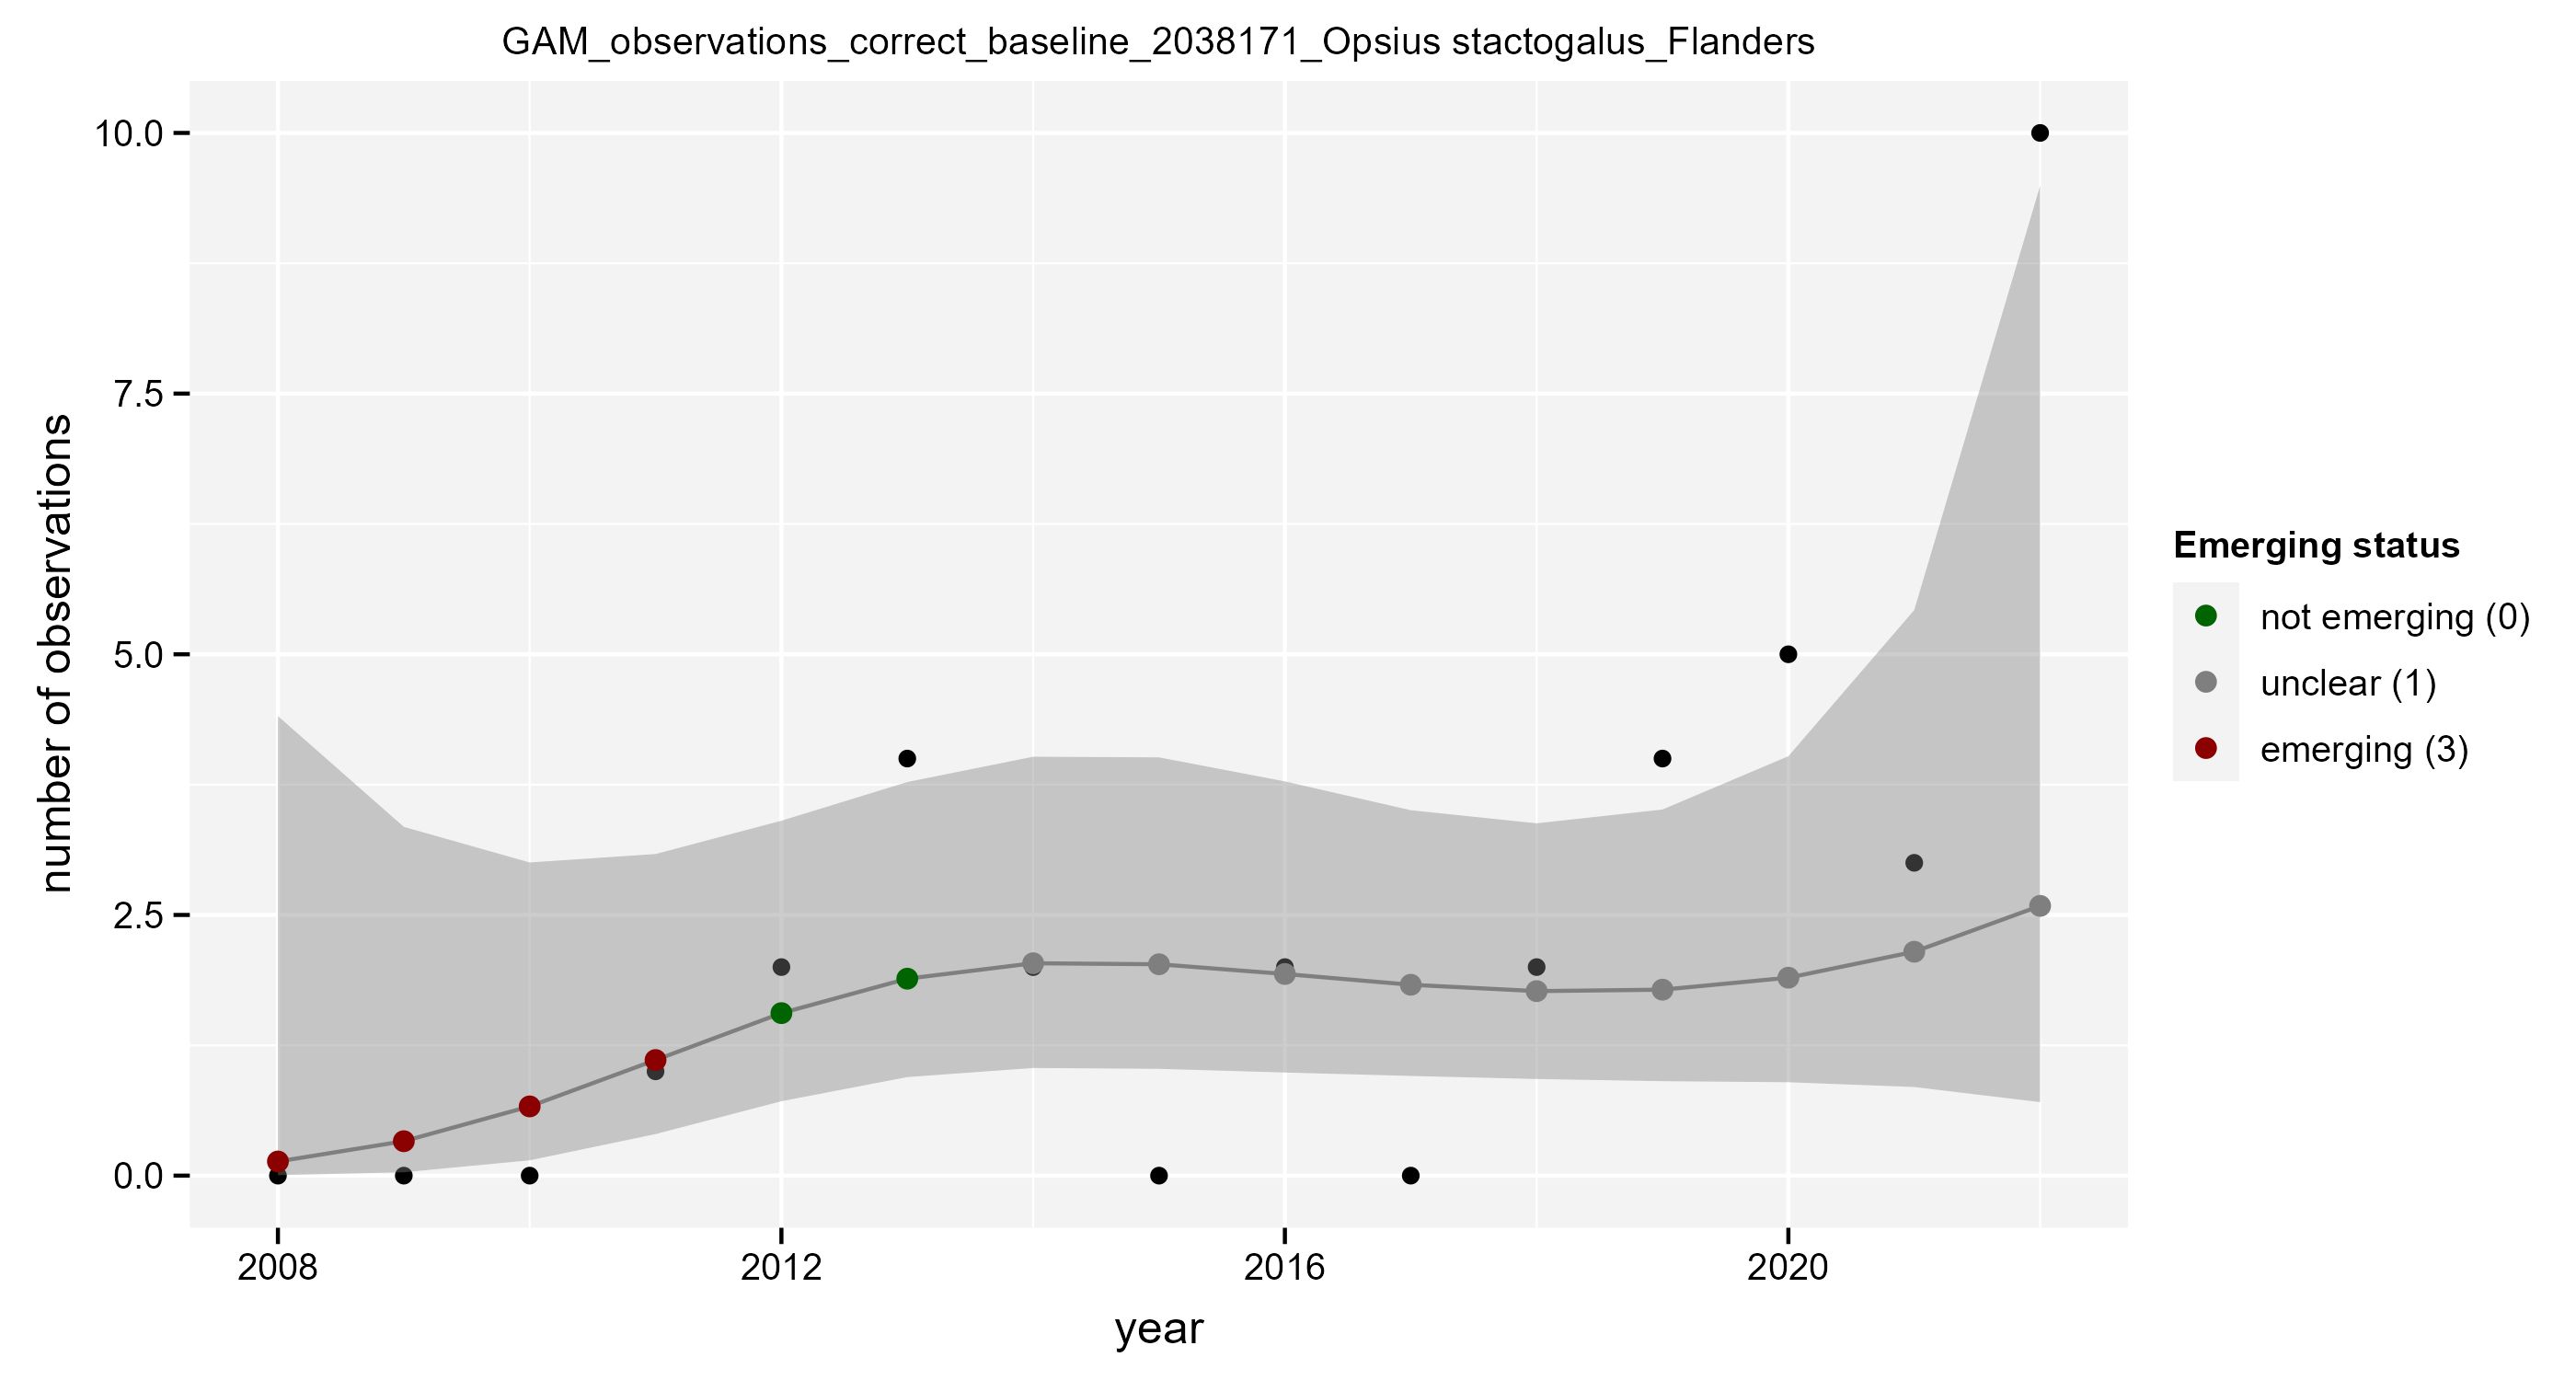 GAM_observations_correct_baseline_2038171_Opsius stactogalus_Flanders
10.0
7.5
5.0
2.5
0.0
number of observations
2008
2012
2016
2020
year
Emerging status
not emerging (0)
unclear (1)
emerging (3)